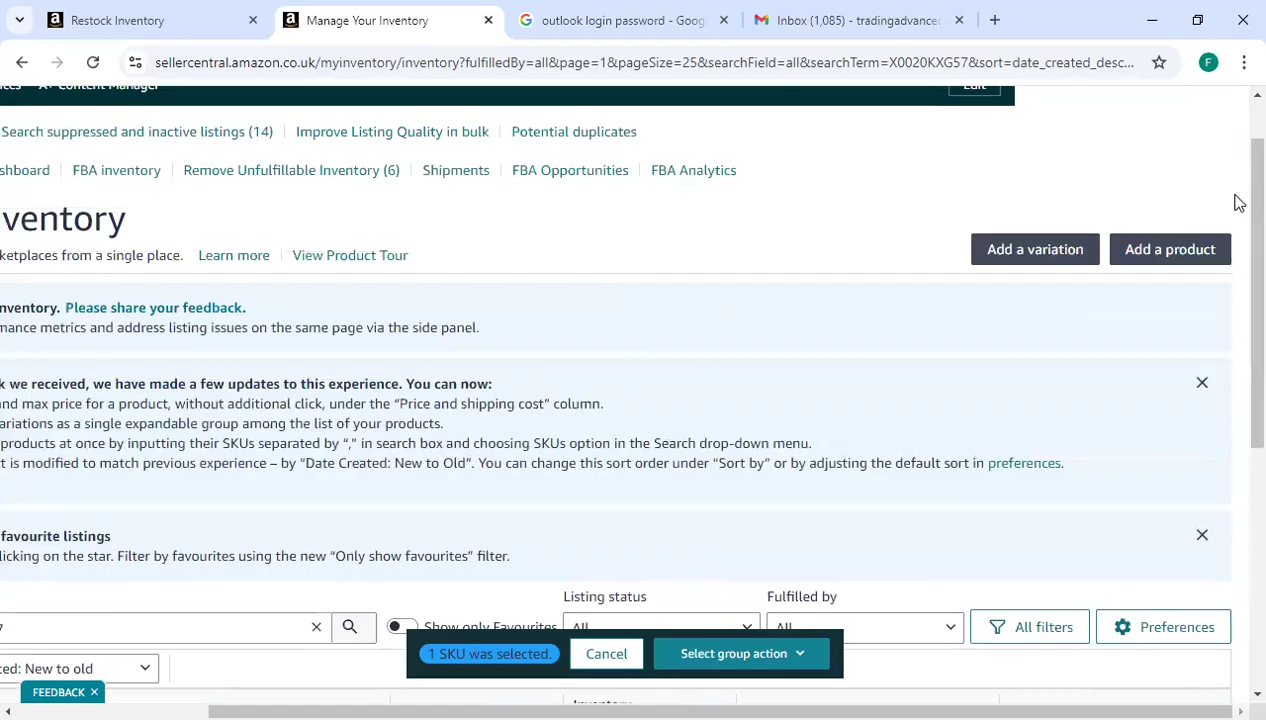 Restock Inventory
Manage Your Inventory
outlook login password - Goog
Inbox (1,085) - tradingadvanced
sellercentral.amazon.co.uk/myinventory/inventory?fulfilledBy=all&page=1&pageSize=25&searchField=all&searchTerm=X0020KXG57&sort=date_created_desc...
F
A+ Content Manager
Edit
Search suppressed and inactive listings (14)
Improve Listing Quality in bulk
Potential duplicates
shboard
FBA inventory
Remove Unfulfillable Inventory (6)
Shipments
FBA Opportunities
FBA Analytics
ventory
ketplaces from a single place.
Learn more
View Product Tour
Add a variation
Add a product
nventory. Please share your feedback.
mance metrics and address listing issues on the same page via the side panel.
k we received, we have made a few updates to this experience. You can now:
and max price for a product, without additional click, under the “Price and shipping cost” column.
variations as a single expandable group among the list of your products.
products at once by inputting their SKUs separated by “,” in search box and choosing SKUs option in the Search drop-down menu.
rt is modified to match previous experience – by “Date Created: New to Old”. You can change this sort order under “Sort by” or by adjusting the default sort in preferences.
favourite listings
licking on the star. Filter by favourites using the new “Only show favourites” filter.
Listing status
Fulfilled by
7
Show only Favourites
All
All
All filters
Preferences
1 SKU was selected.
Cancel
Select group action
ted: New to old
FEEDBACK
Inventory